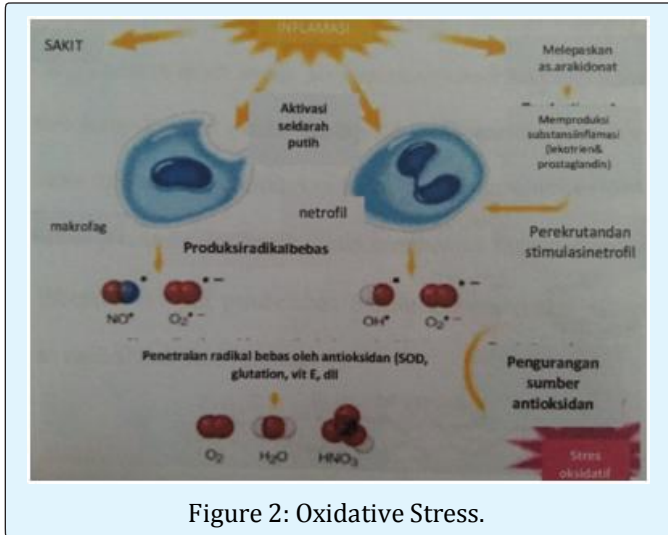 INFLAMASI
SAKIT
Melepaskan
as.arakidonat
Aktivasi
seldarah
putih
Memproduksi
substansiinflamasi
(lekotrien&
prostaglandin)
makrofag
netrofil
Perekrutandan
stimulasinetrofil
Produksiradikalbebas
NO•
O₂•−
OH•
O₂•−
Penetralan radikal bebas oleh antioksidan (SOD,
glutation, vit E, dll
Pengurangan
sumber
antioksidan
O₂
H₂O
HNO₃
Stres
oksidatif
Figure 2: Oxidative Stress.